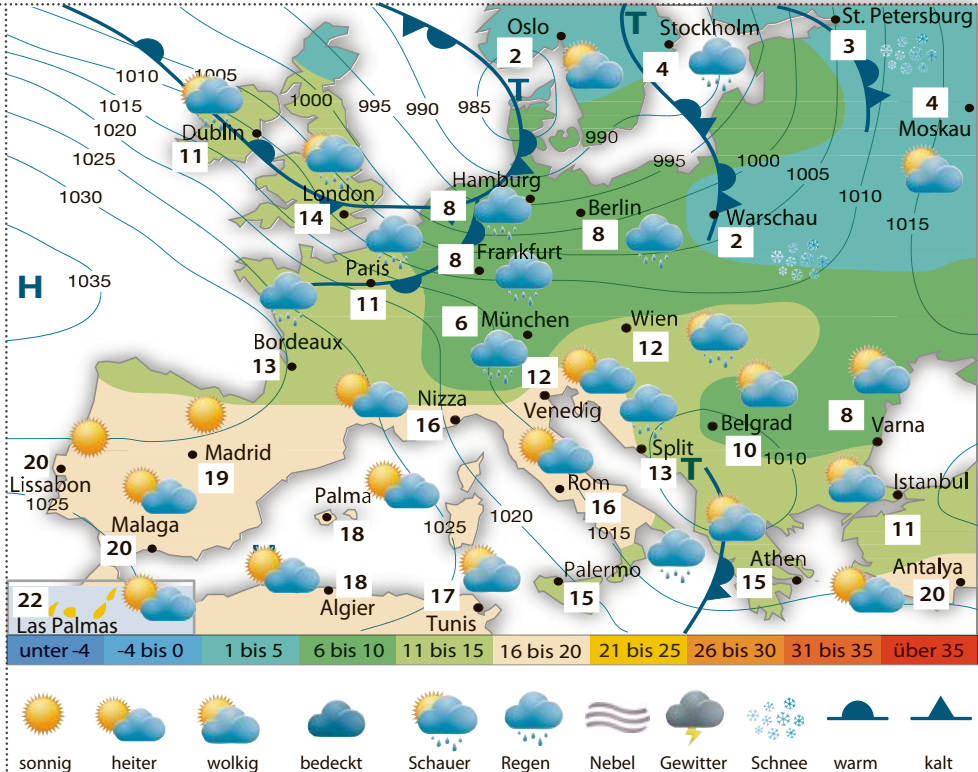 Oslo
2
T
Stockholm
4
St. Petersburg
3
4
Moskau
1010
1005
1000
995
990
985
T
990
995
1000
1005
1010
1015
1015
1020
1025
1030
1035
H
Dublin
11
London
14
Hamburg
8
Berlin
8
Warschau
2
Frankfurt
8
Paris
11
6
München
Wien
12
Bordeaux
13
12
Venedig
Nizza
16
Belgrad
10
1010
8
Varna
Split
13
T
Madrid
19
20
Lissabon
1025
Rom
16
1015
Istanbul
11
Palma
18
1025
1020
Malaga
20
Palermo
15
Athen
15
Antalya
20
18
Algier
17
Tunis
22
Las Palmas
unter -4 -4 bis 0 1 bis 5 6 bis 10 11 bis 15 16 bis 20 21 bis 25 26 bis 30 31 bis 35 über 35
sonnig heiter wolkig bedeckt Schauer Regen Nebel Gewitter Schnee warm kalt